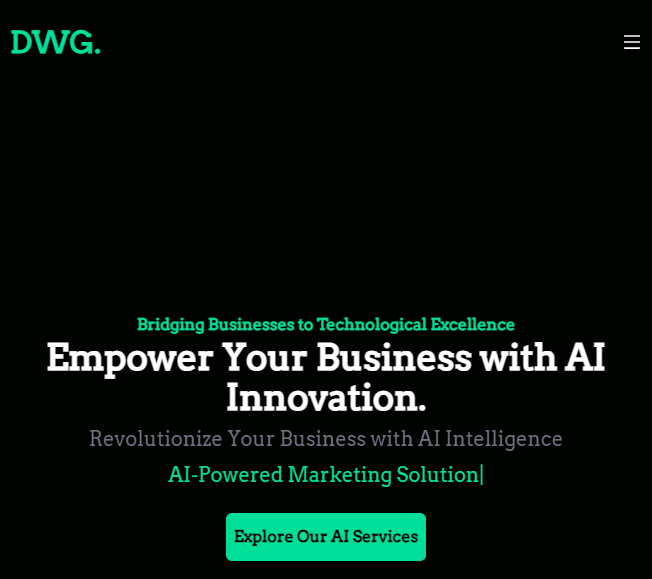 DWG.
Bridging Businesses to Technological Excellence
Empower Your Business with AI
Innovation.
Revolutionize Your Business with AI Intelligence
AI-Powered Marketing Solution|
Explore Our AI Services